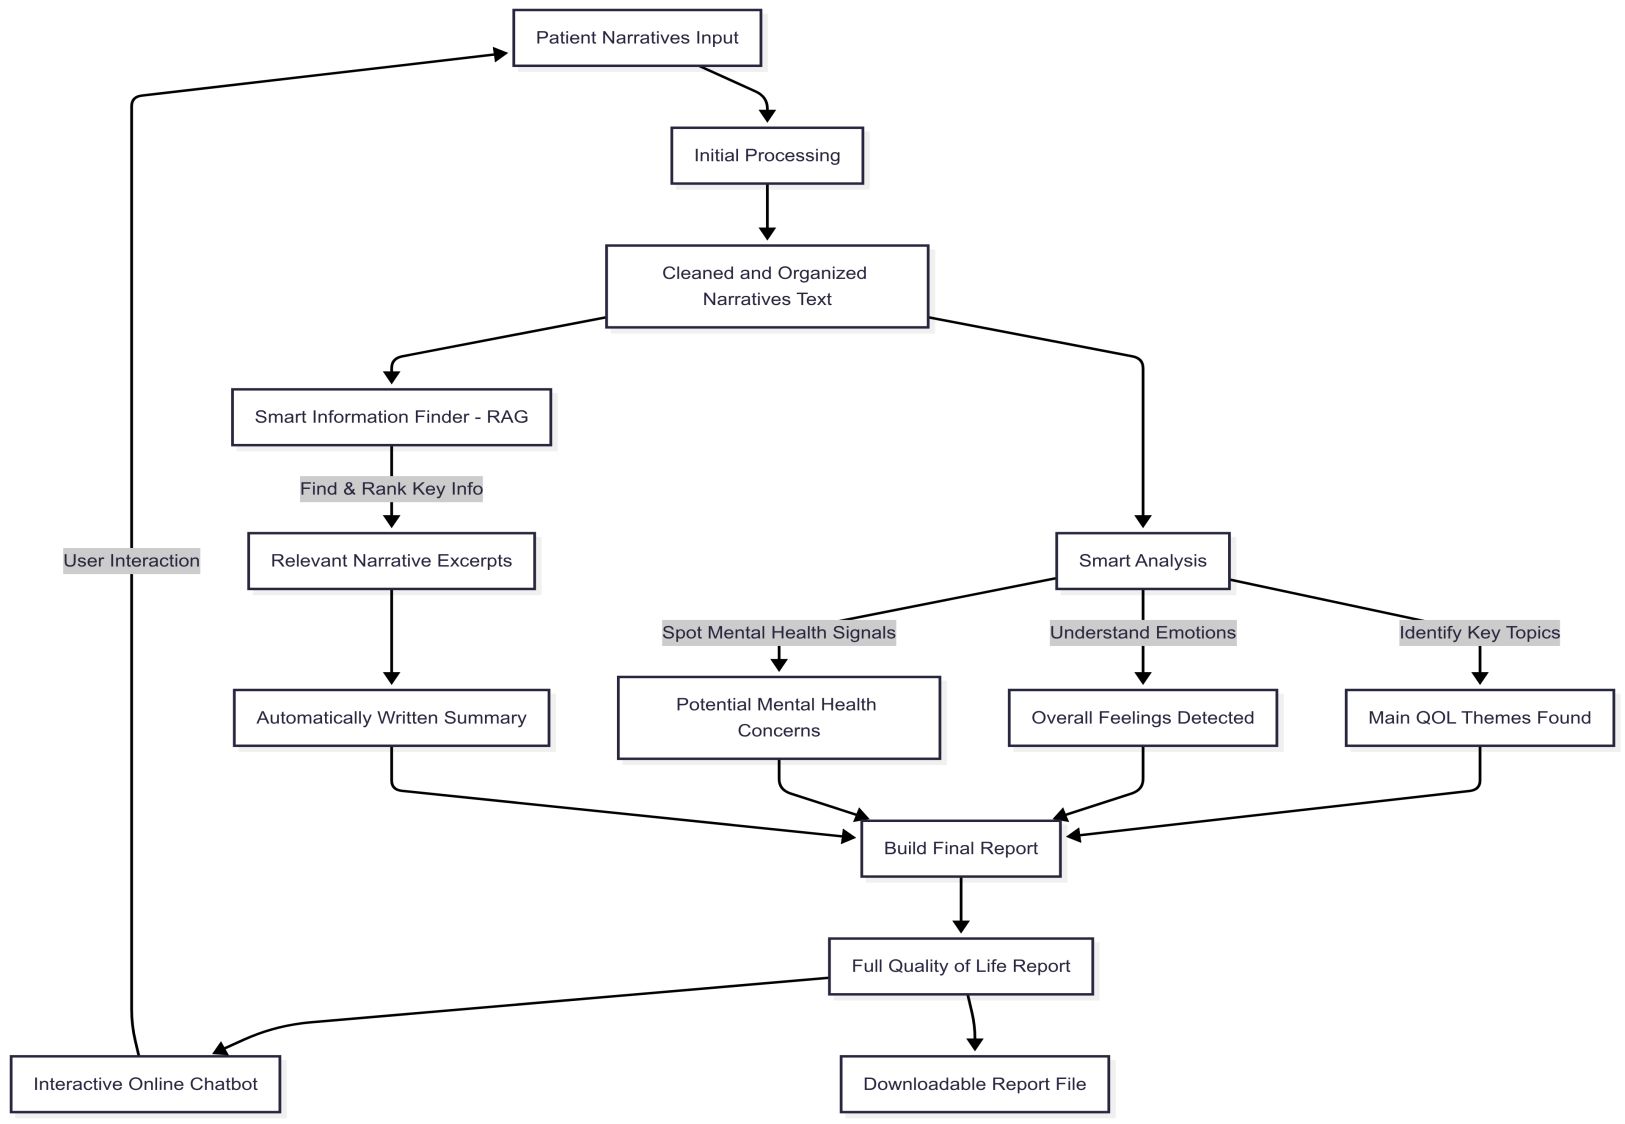 Patient Narratives Input
Initial Processing
Cleaned and Organized
Narratives Text
Smart Information Finder - RAG
Find & Rank Key Info
User Interaction
Relevant Narrative Excerpts
Smart Analysis
Spot Mental Health Signals
Understand Emotions
Identify Key Topics
Automatically Written Summary
Potential Mental Health
Concerns
Overall Feelings Detected
Main QOL Themes Found
Build Final Report
Full Quality of Life Report
Interactive Online Chatbot
Downloadable Report File